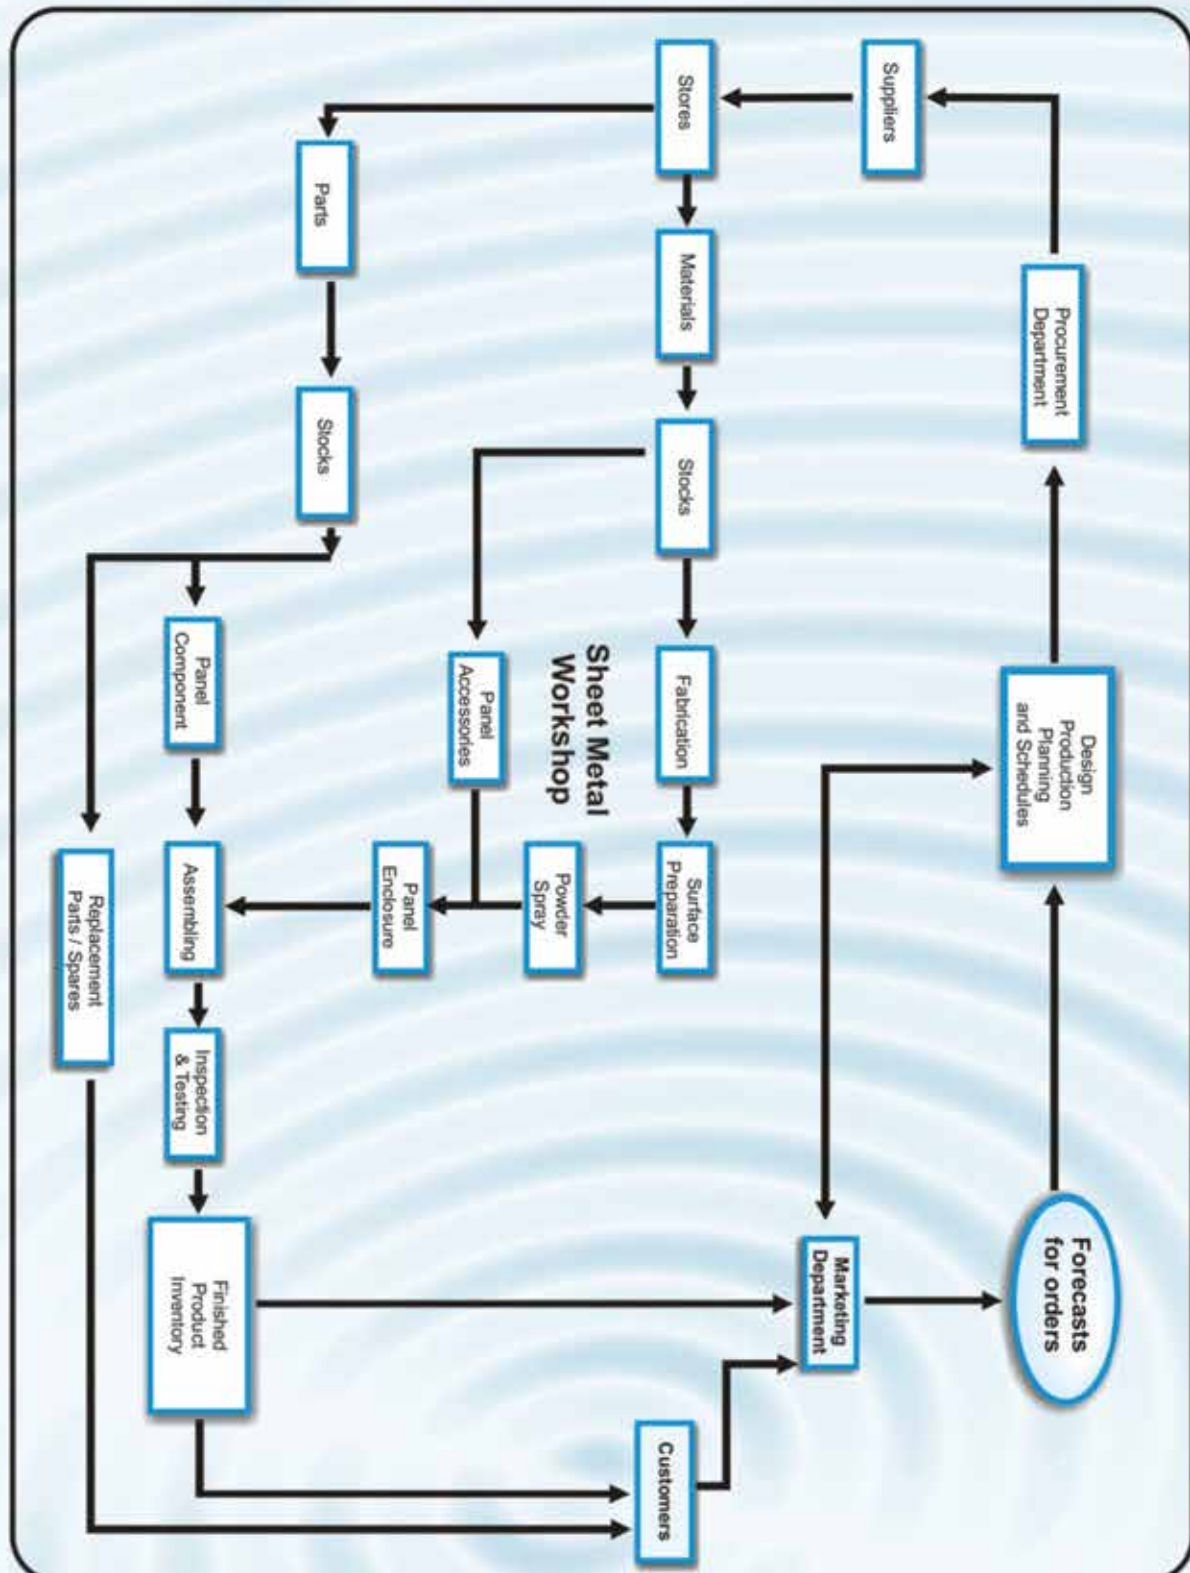 Forecasts
for orders
Design
Production
Planning
and Schedules
Procurement
Department
Suppliers
Stores
Materials
Stocks
Fabrication
Surface
Preparation
Powder
Spray
Sheet Metal
Workshop
Panel
Accessories
Panel
Enclosure
Parts
Stocks
Panel
Component
Assembling
Inspection
& Testing
Finished
Product
Inventory
Replacement
Parts / Spares
Marketing
Department
Customers